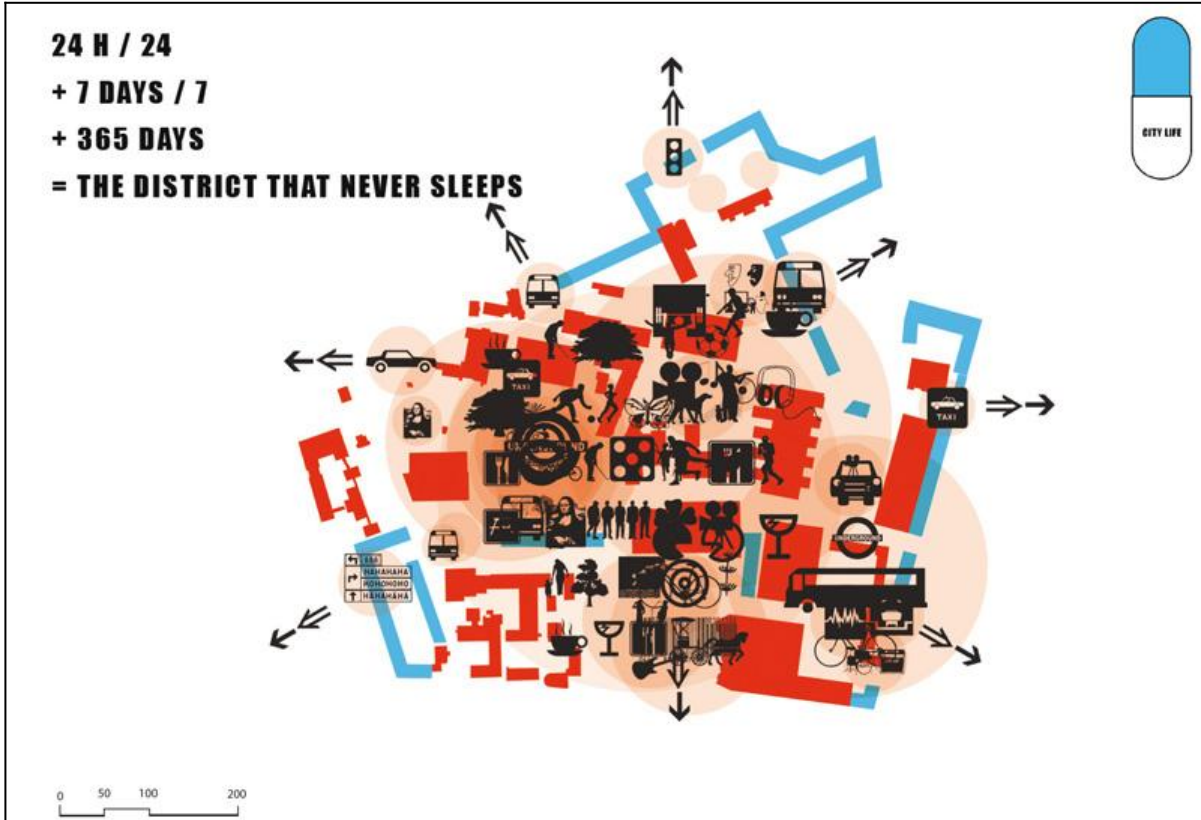 24 H / 24
+ 7 DAYS / 7
+ 365 DAYS
= THE DISTRICT THAT NEVER SLEEPS
CITY LIFE
TAXI
TAXI
UNDERGROUND
HAHAHAHA
HOHOHOHO
HAHAHAHA
0 50 100 200